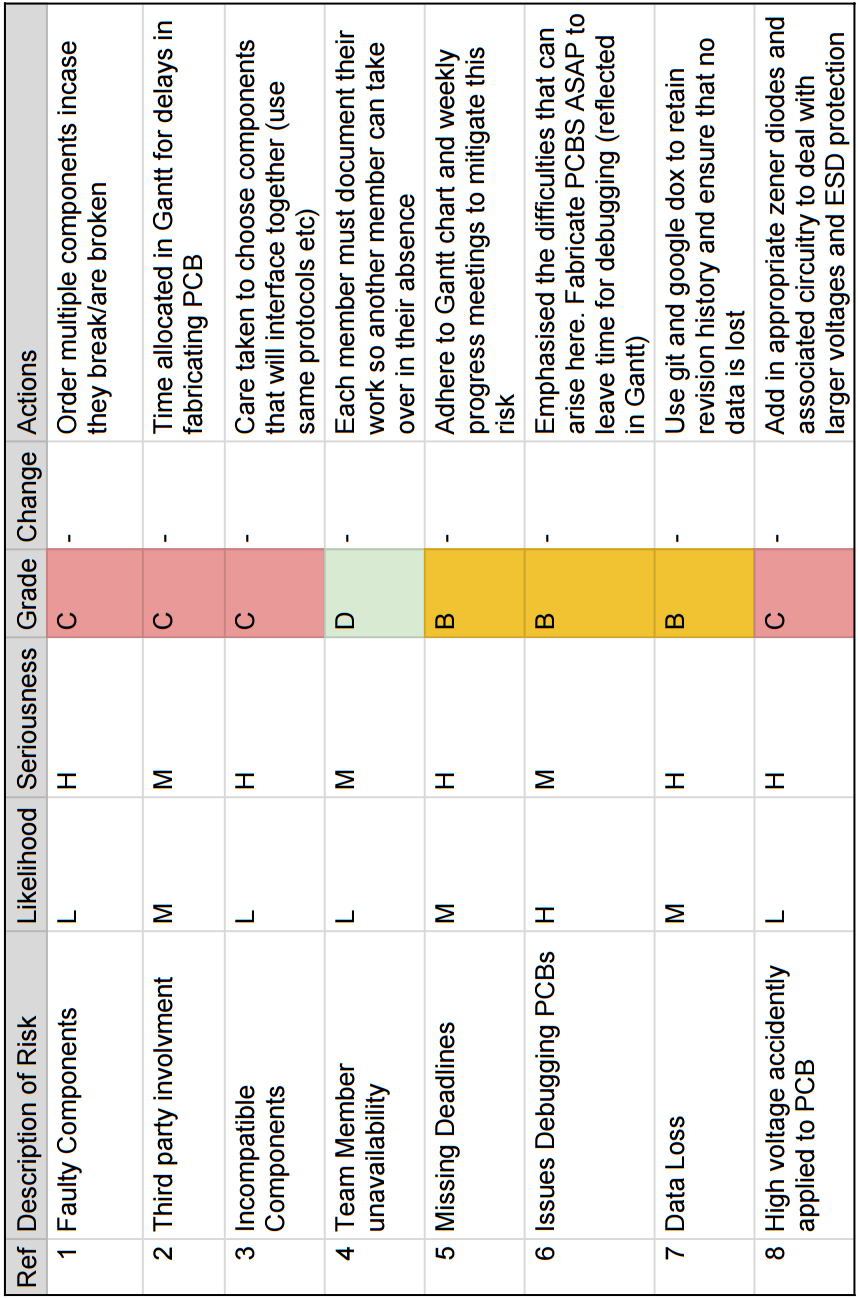 Ref Description of Risk Likelihood Seriousness Grade Change Actions
1 Faulty Components L H C - Order multiple components incase
they break/are broken
2 Third party involvment M M C - Time allocated in Gantt for delays in
fabricating PCB
3 Incompatible L H C - Care taken to choose components
Components that will interface together (use
same protocols etc)
4 Team Member L M D - Each member must document their
unavailability work so another member can take
over in their absence
5 Missing Deadlines M H B - Adhere to Gantt chart and weekly
progress meetings to mitigate this
risk
6 Issues Debugging PCBs H M B - Emphasised the difficulties that can
arise here. Fabricate PCBS ASAP to
leave time for debugging (reflected
in Gantt)
7 Data Loss M H B - Use git and google dox to retain
revision history and ensure that no
data is lost
8 High voltage accidently L H C - Add in appropriate zener diodes and
applied to PCB associated circuitry to deal with
larger voltages and ESD protection